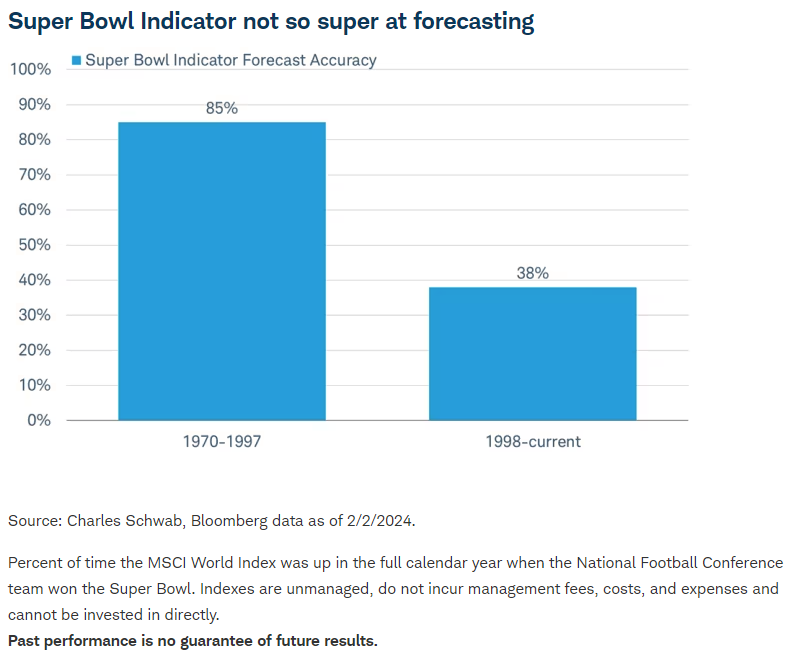 Super Bowl Indicator not so super at forecasting
Super Bowl Indicator Forecast Accuracy
100%
90%
80%
70%
60%
50%
40%
30%
20%
10%
0%
85%
38%
1970-1997
1998-current
Source: Charles Schwab, Bloomberg data as of 2/2/2024.
Percent of time the MSCI World Index was up in the full calendar year when the National Football Conference
team won the Super Bowl. Indexes are unmanaged, do not incur management fees, costs, and expenses and
cannot be invested in directly.
Past performance is no guarantee of future results.